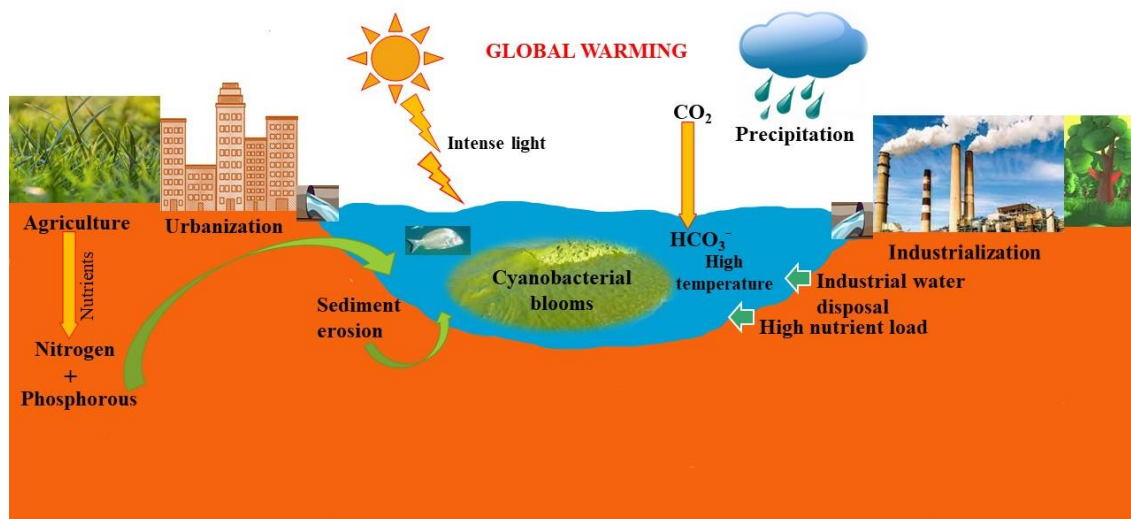 GLOBAL WARMING
Intense light
CO₂
Precipitation
Agriculture
Urbanization
Industrialization
Nutrients
Nitrogen
+
Phosphorous
Sediment
erosion
Cyanobacterial
blooms
HCO₃⁻
High
temperature
Industrial water
disposal
High nutrient load